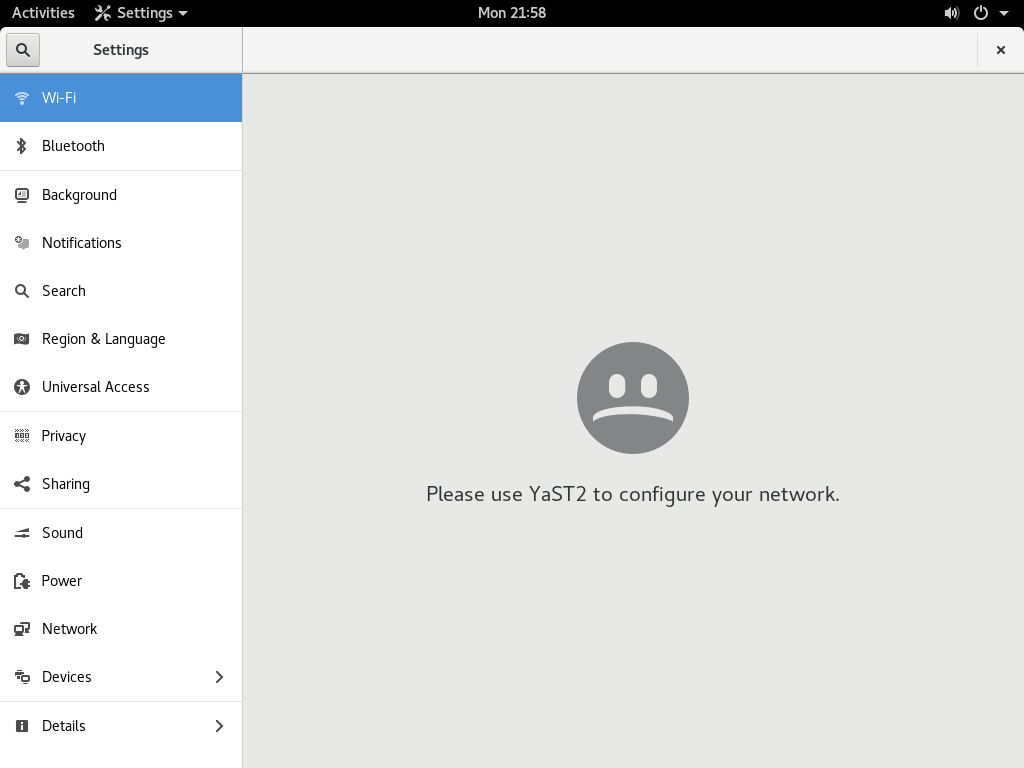 Activities Settings Mon 21:58
Settings
Wi-Fi
Bluetooth
Background
Notifications
Search
Region & Language
Universal Access
Privacy
Sharing
Sound
Power
Network
Devices
Details
Please use YaST2 to configure your network.